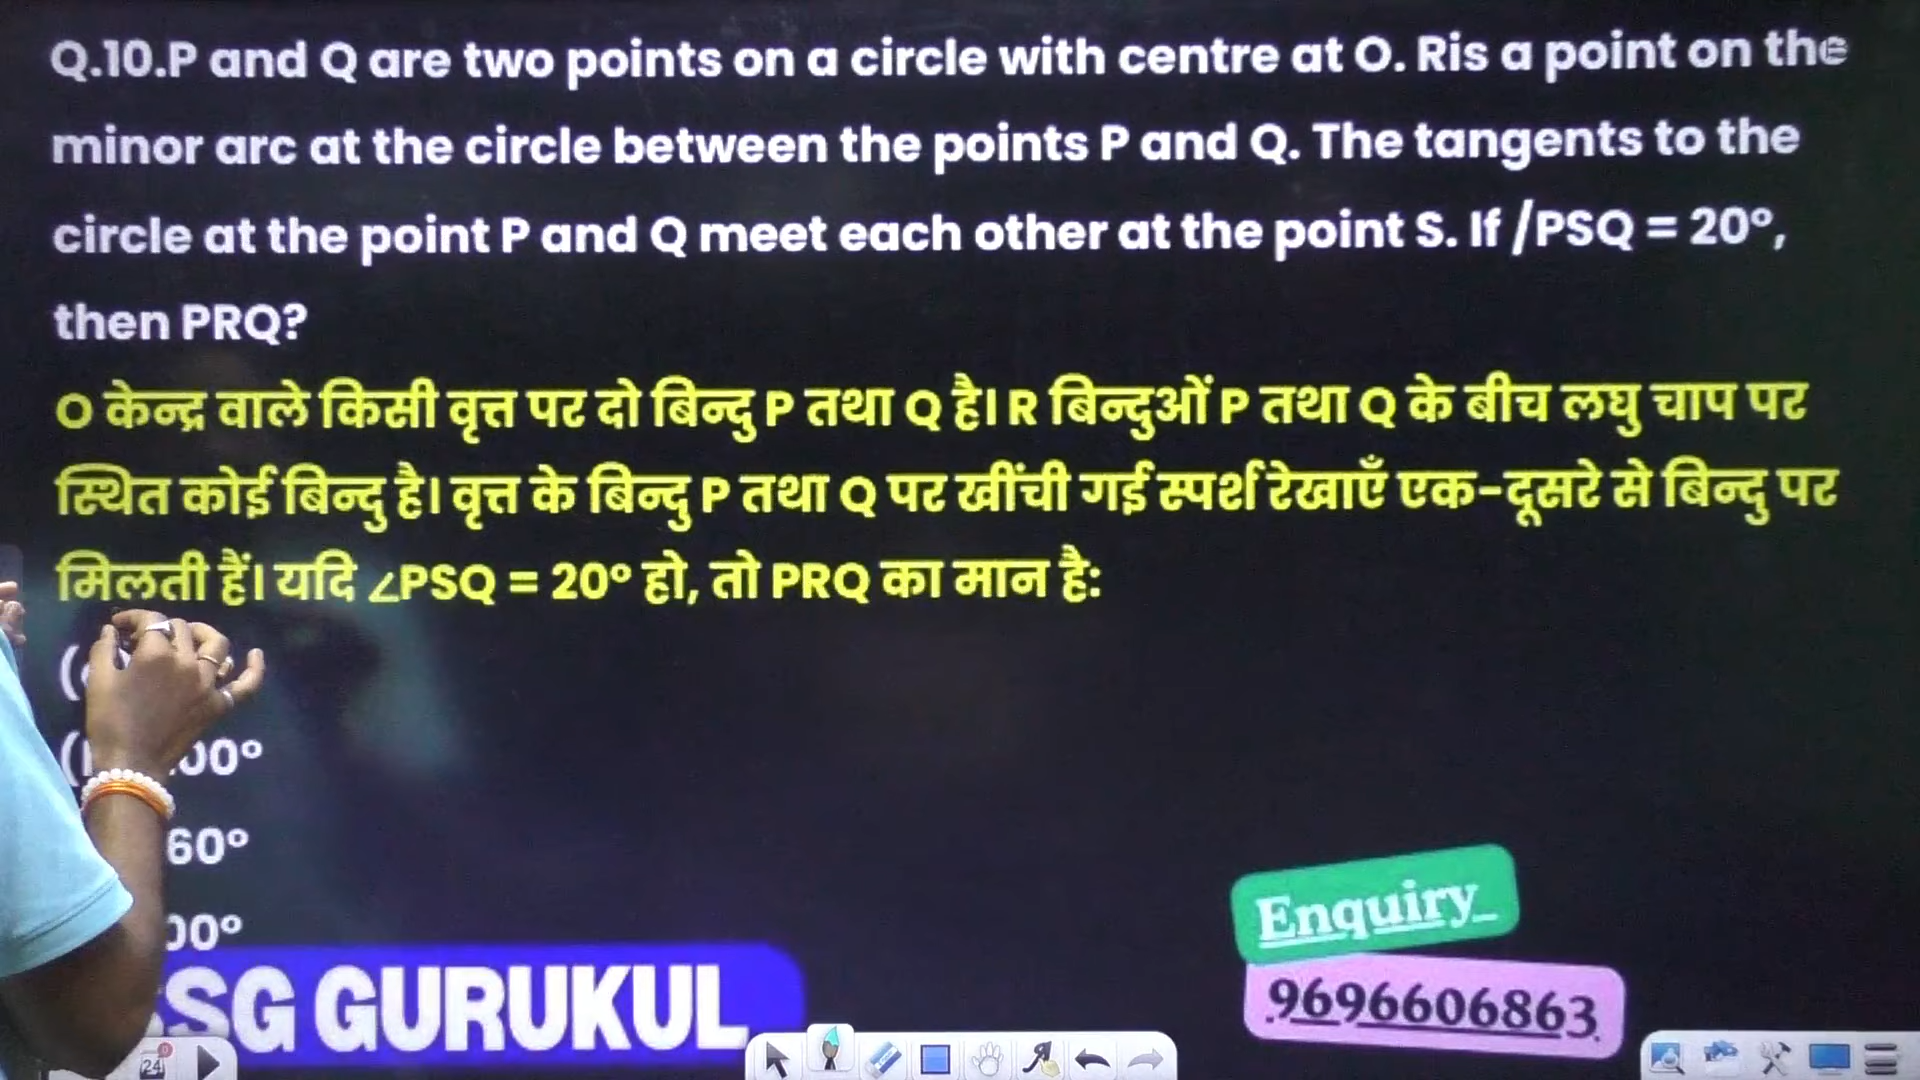 Q.10.P and Q are two points on a circle with centre at O. Ris a point on the
minor arc at the circle between the points P and Q. The tangents to the
circle at the point P and Q meet each other at the point S. If /PSQ = 20°,
then PRQ?
O केन्द्र वाले किसी वृत्त पर दो बिन्दु P तथा Q है। R बिन्दुओं P तथा Q के बीच लघु चाप पर
स्थित कोई बिन्दु है। वृत्त के बिन्दु P तथा Q पर खींची गई स्पर्श रेखाएँ एक-दूसरे से बिन्दु पर
मिलती हैं। यदि ∠PSQ = 20° हो, तो PRQ का मान है:
60°
GURUKUL
Enquiry_
9696606863
24